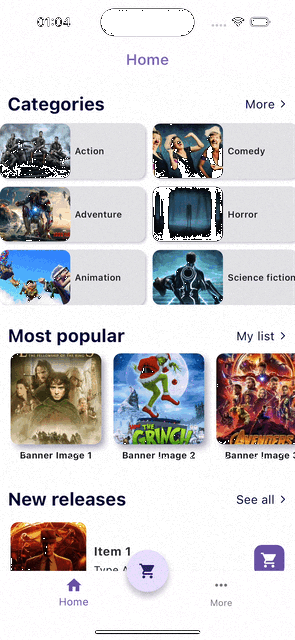 01:04
Home
Categories
More
Action
Comedy
Adventure
Horror
Animation
Science fiction
Most popular
My list
THE FELLOWSHIP OF THE RING
THE GRINCH
AVENGERS
Banner Image 1
Banner Image 2
Banner Image 3
New releases
See all
Item 1
Type A
Home
More